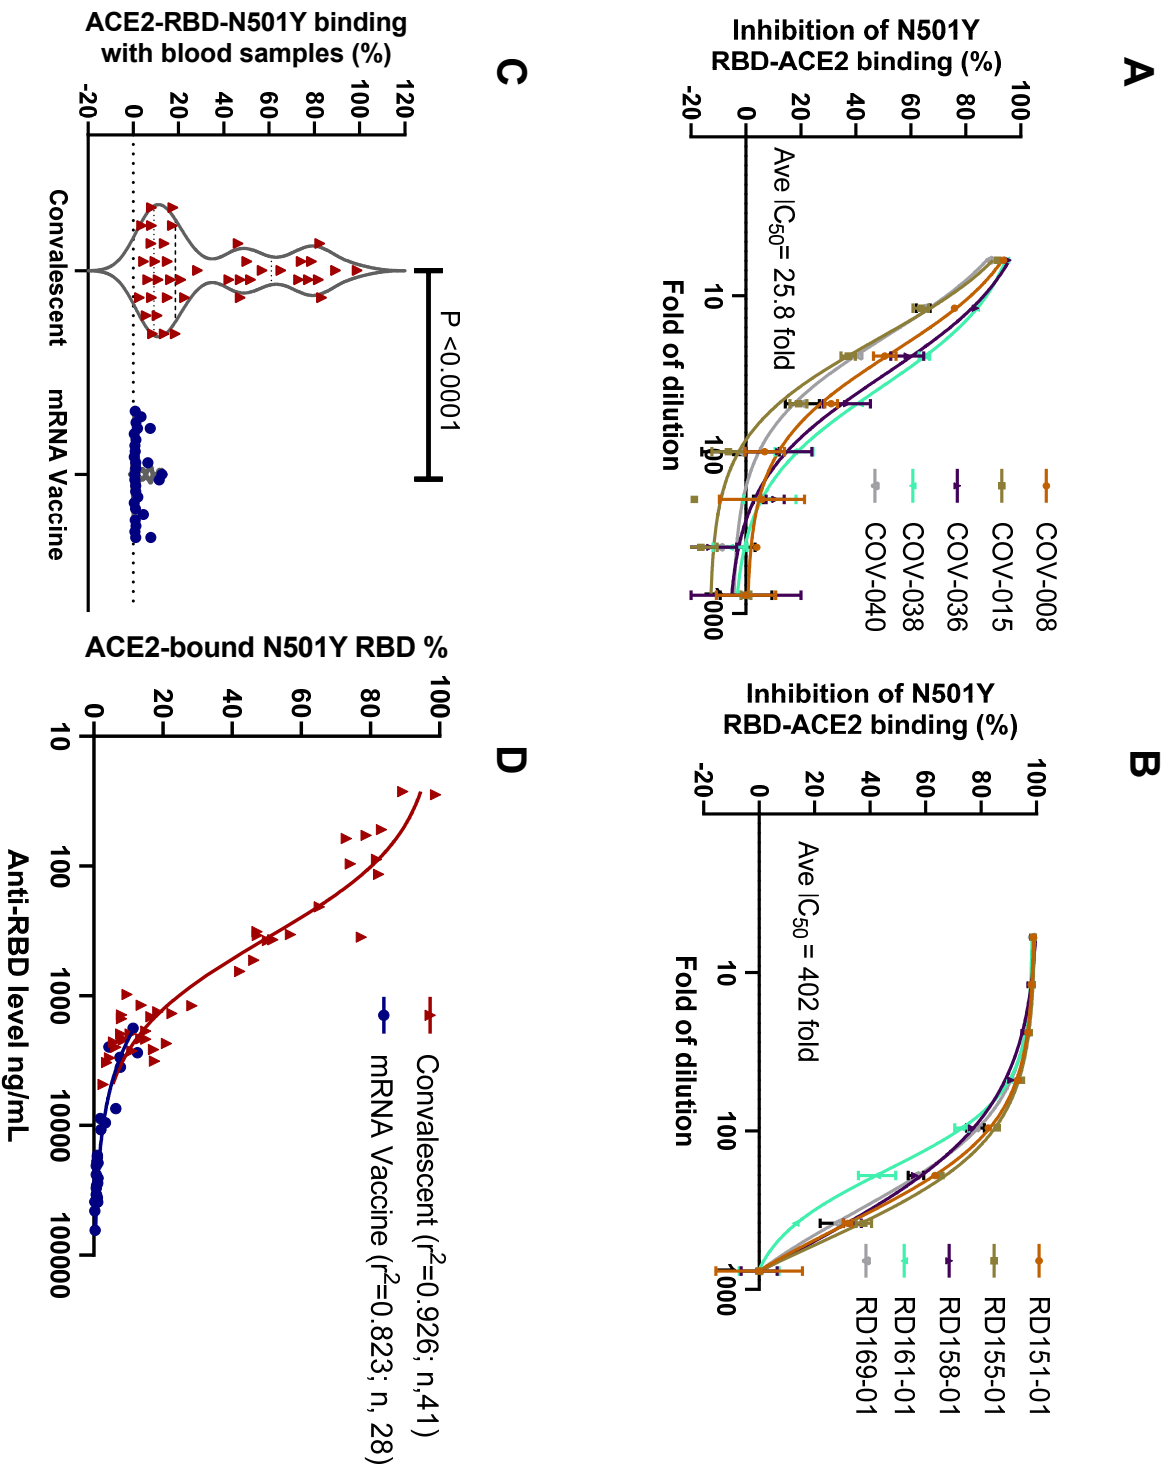 A
Inhibition of N501Y
RBD-ACE2 binding (%)
100
80
60
40
20
0
-20
Ave IC50= 25.8 fold
10
100
000
Fold of dilution
COV-008
COV-015
COV-036
COV-038
COV-040
B
Inhibition of N501Y
RBD-ACE2 binding (%)
100
80
60
40
20
0
-20
Ave IC50 = 402 fold
10
100
000
Fold of dilution
RD151-01
RD155-01
RD158-01
RD161-01
RD169-01
C
ACE2-RBD-N501Y binding
with blood samples (%)
120
100
80
60
40
20
0
-20
P <0.0001
Convalescent
mRNA Vaccine
D
ACE2-bound N501Y RBD %
100
80
60
40
20
0
10
100
1000
10000
100000
Anti-RBD level ng/mL
Convalescent (r2=0.926; n,41)
mRNA Vaccine (r2=0.823; n, 28)